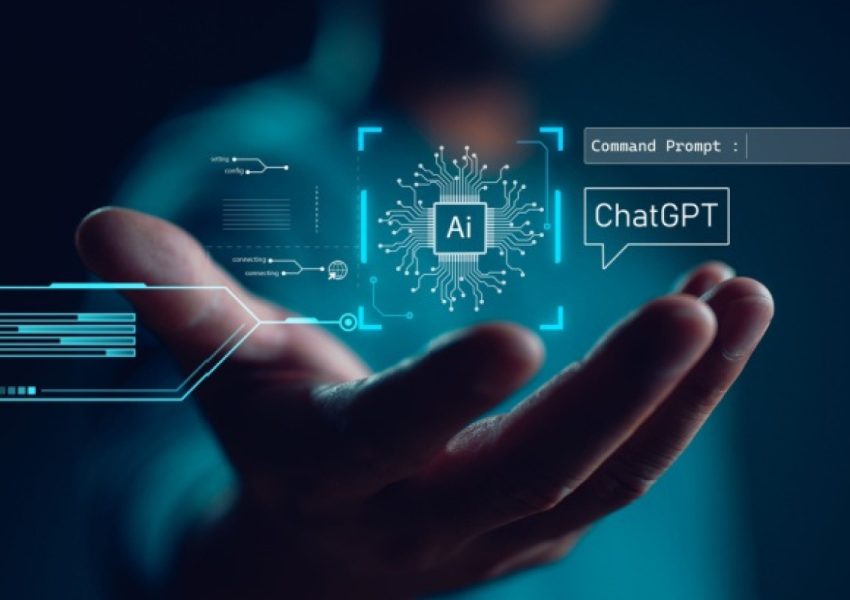 Command Prompt :
setting
config
Ai
ChatGPT
connecting
connecting